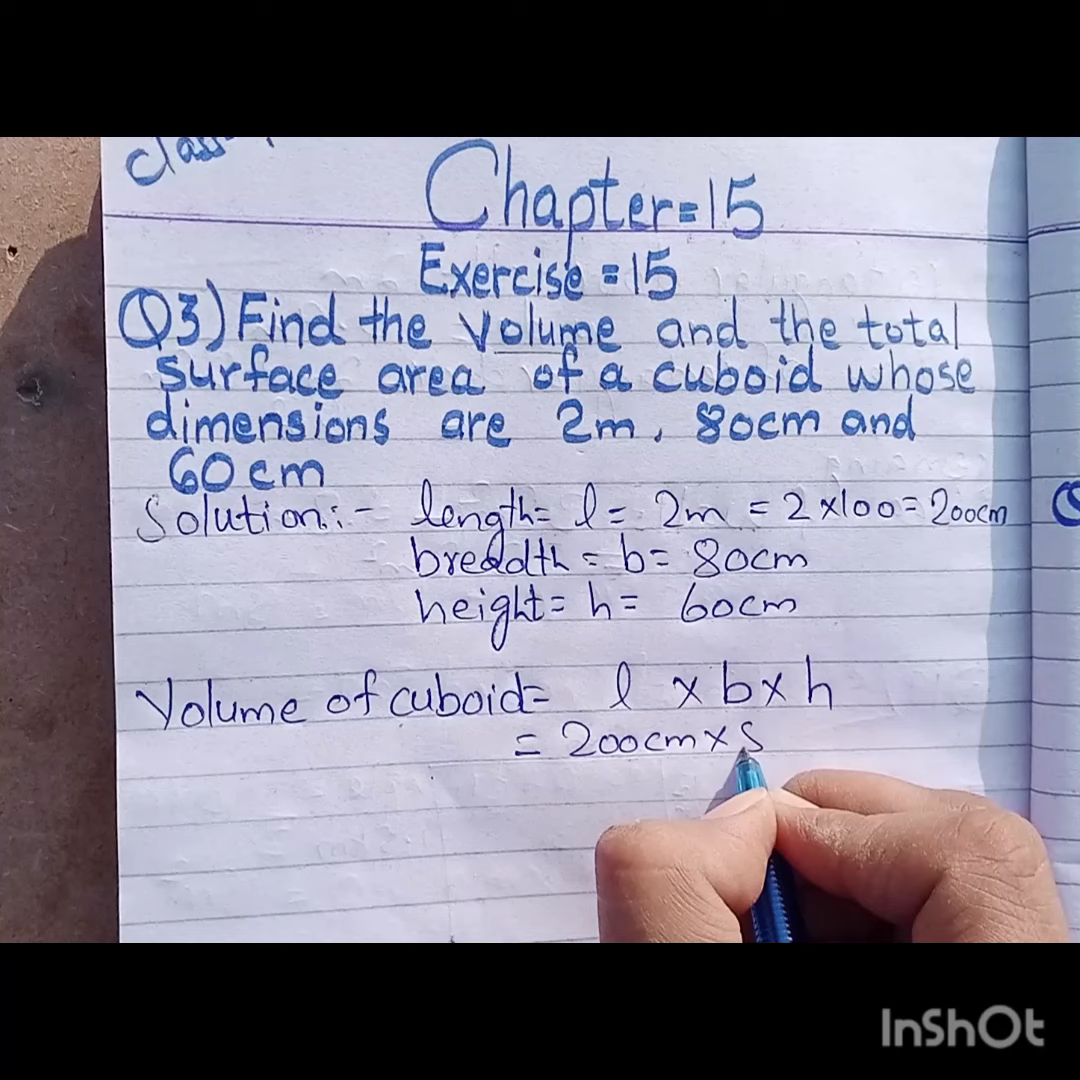 Class
Chapter=15
Exercise =15
Q3) Find the volume and the total
surface area of a cuboid whose
dimensions are 2m, 80cm and
60 cm
Solution:- length= l = 2m = 2 x 100 = 200cm
breadth = b= 80cm
height= h= 60cm
Volume of cuboid= l x b x h
= 200cm x
InShOt